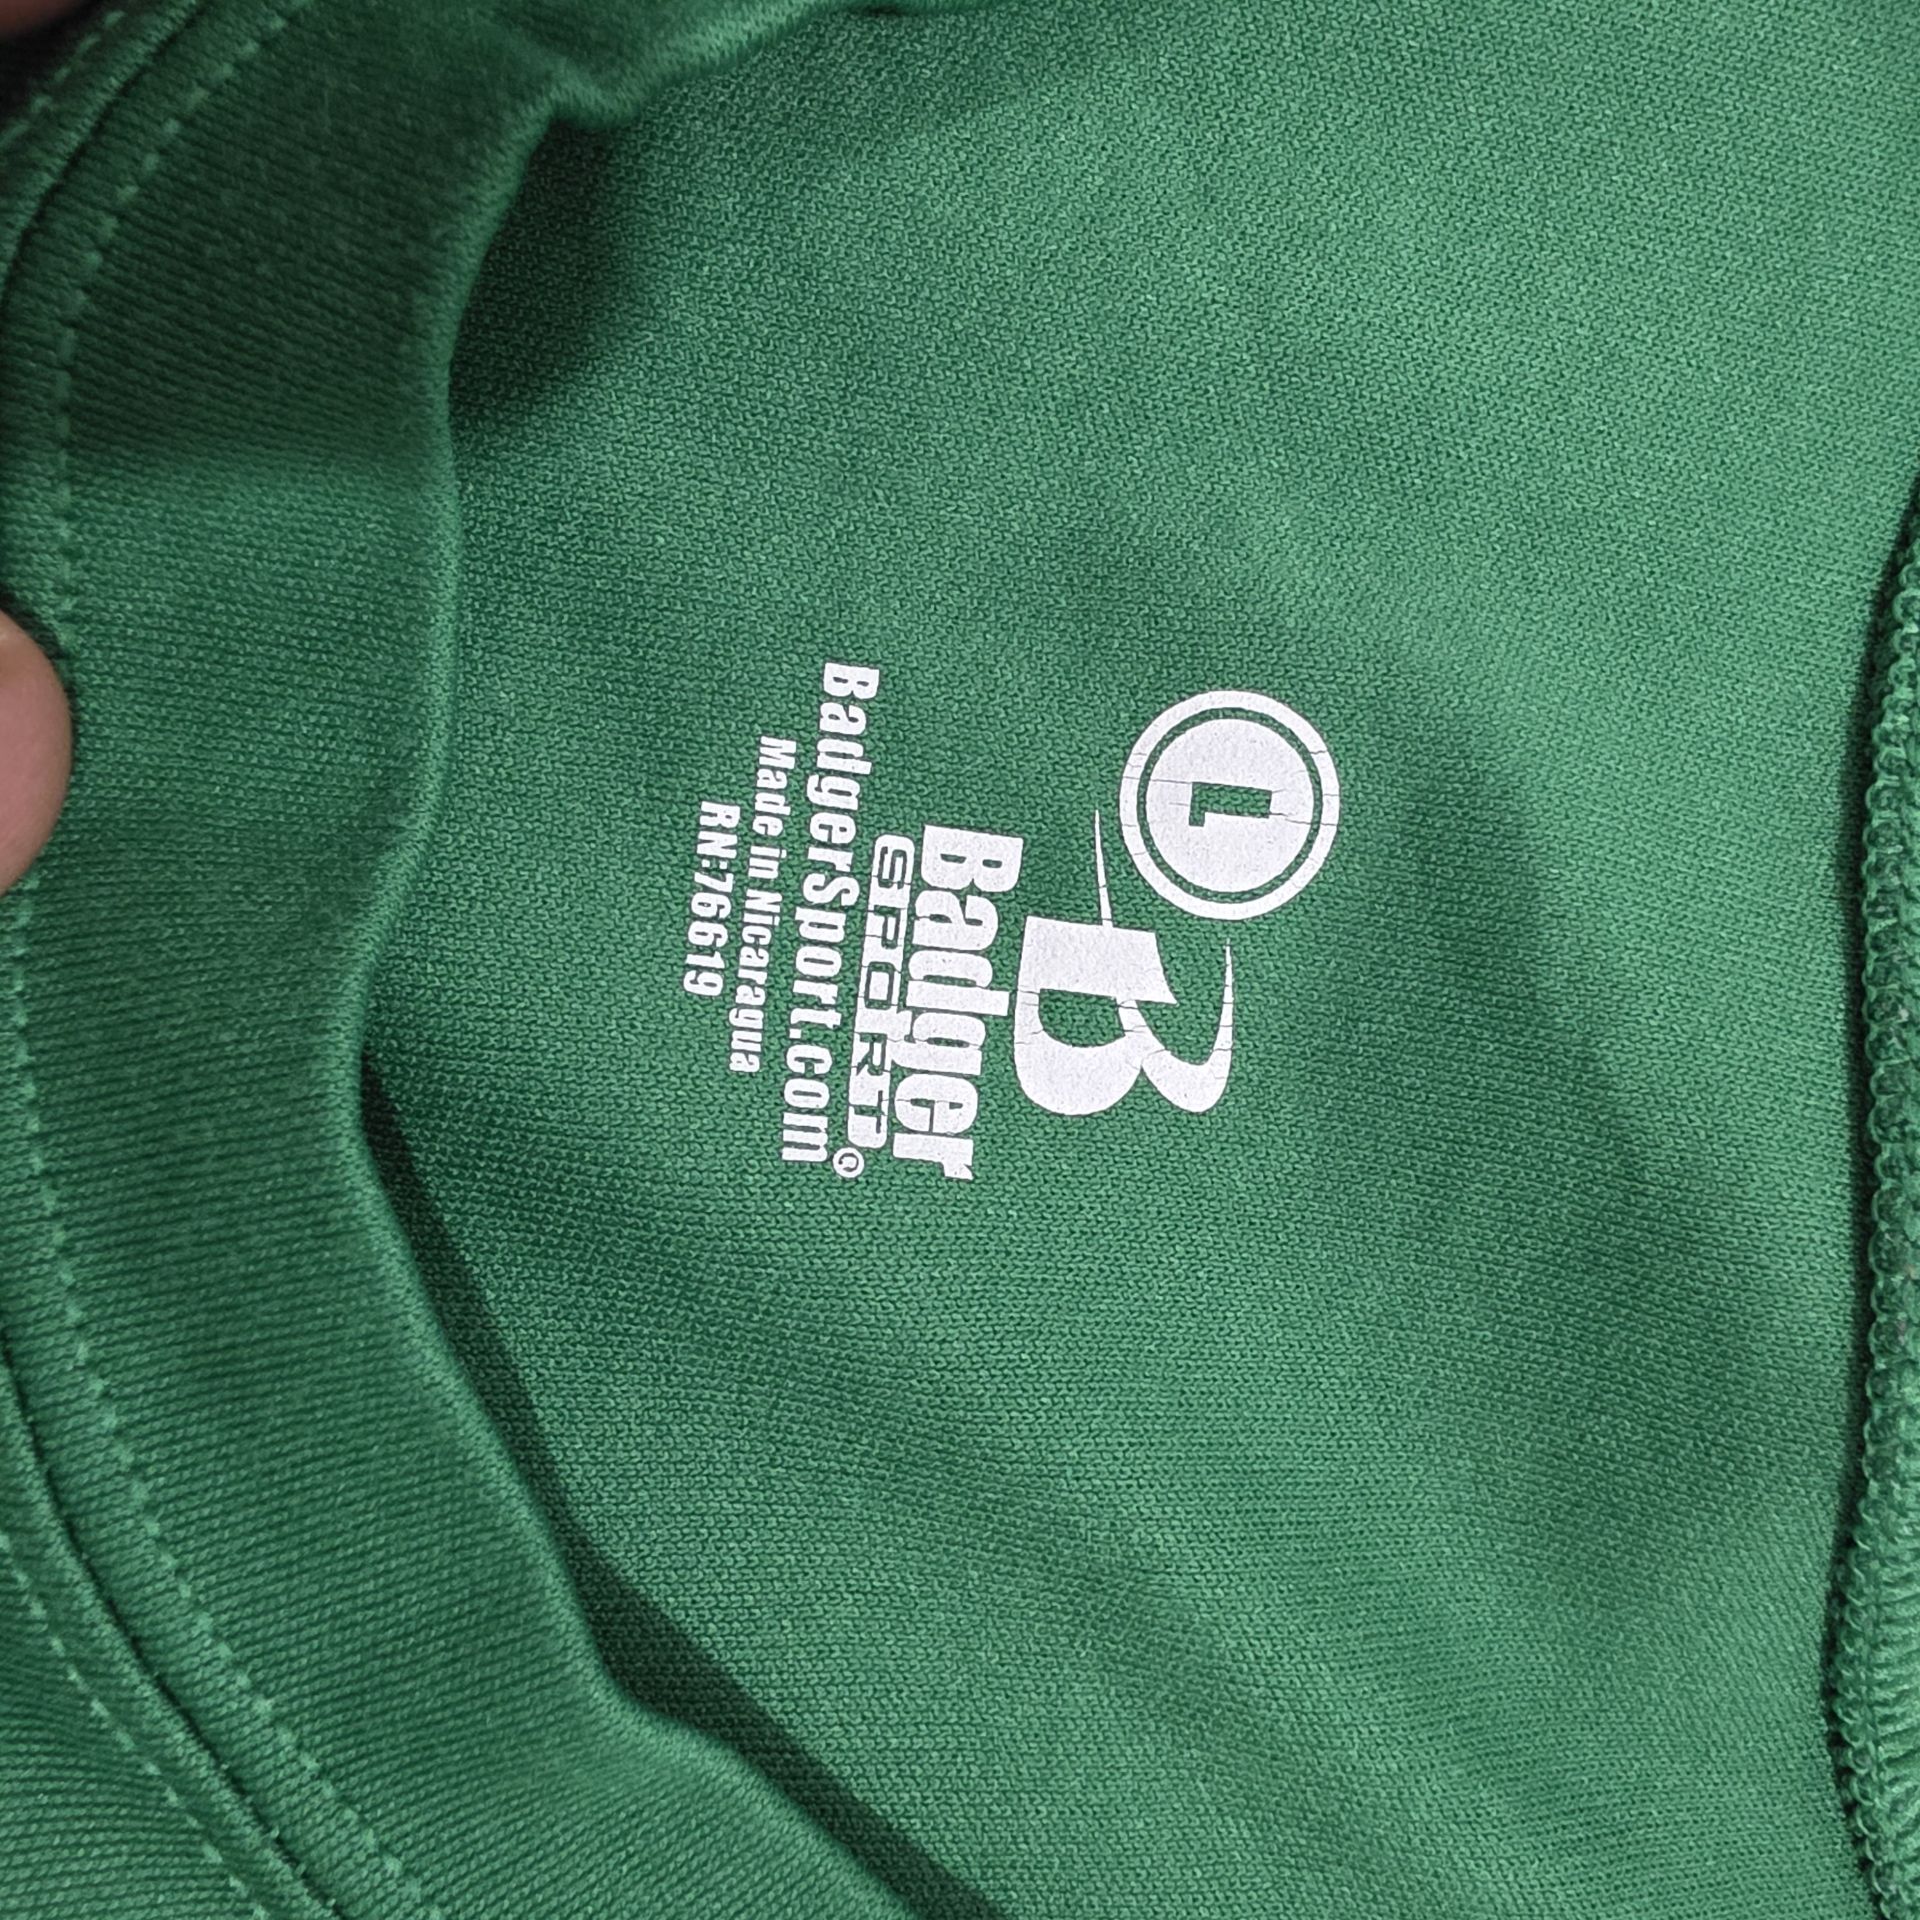 L
B
Badger
SPORT®
BadgerSport.com
Made in Nicaragua
RN:76619